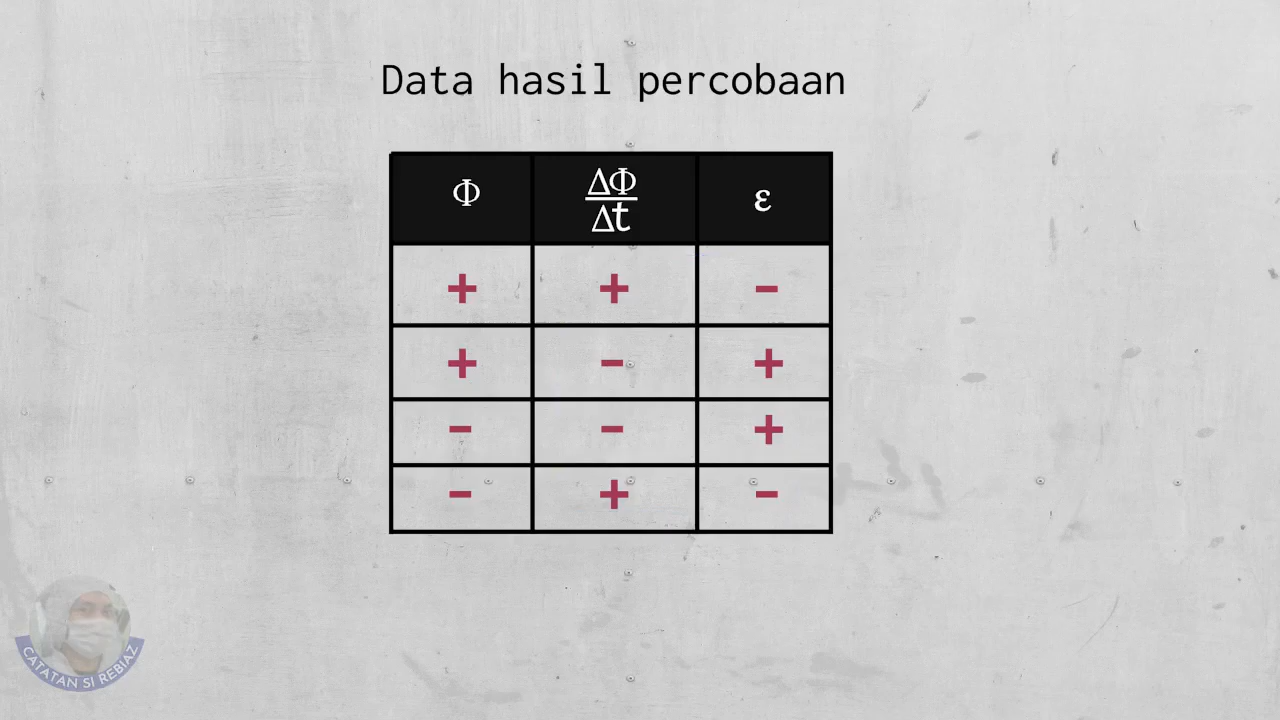 Data hasil percobaan
Φ ΔΦ/Δt ε
+ + −
+ − +
− − +
− + −
CATATAN SI REBIAZ